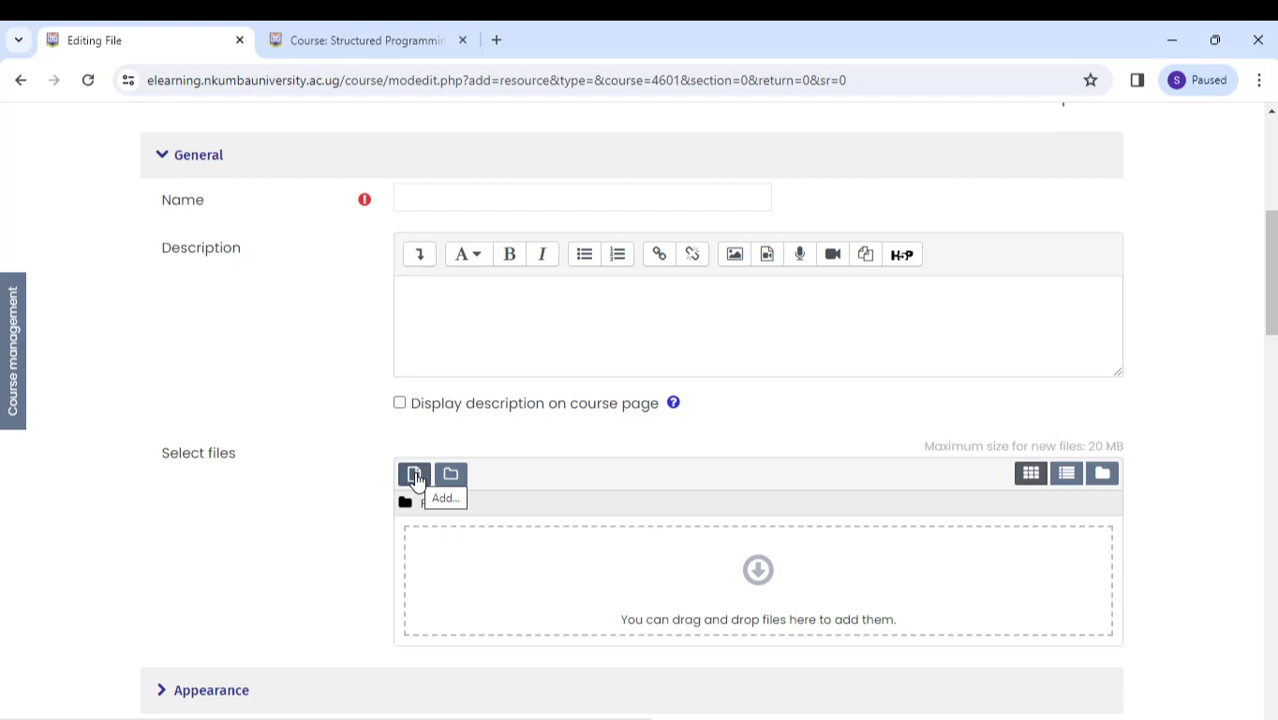 Editing File
Course: Structured Programmin
elearning.nkumbauniversity.ac.ug/course/modedit.php?add=resource&type=&course=4601&section=0&return=0&sr=0
S Paused
General
Name
Description
A B I
H-P
Course management
Display description on course page
Select files
Maximum size for new files: 20 MB
Add...
You can drag and drop files here to add them.
Appearance